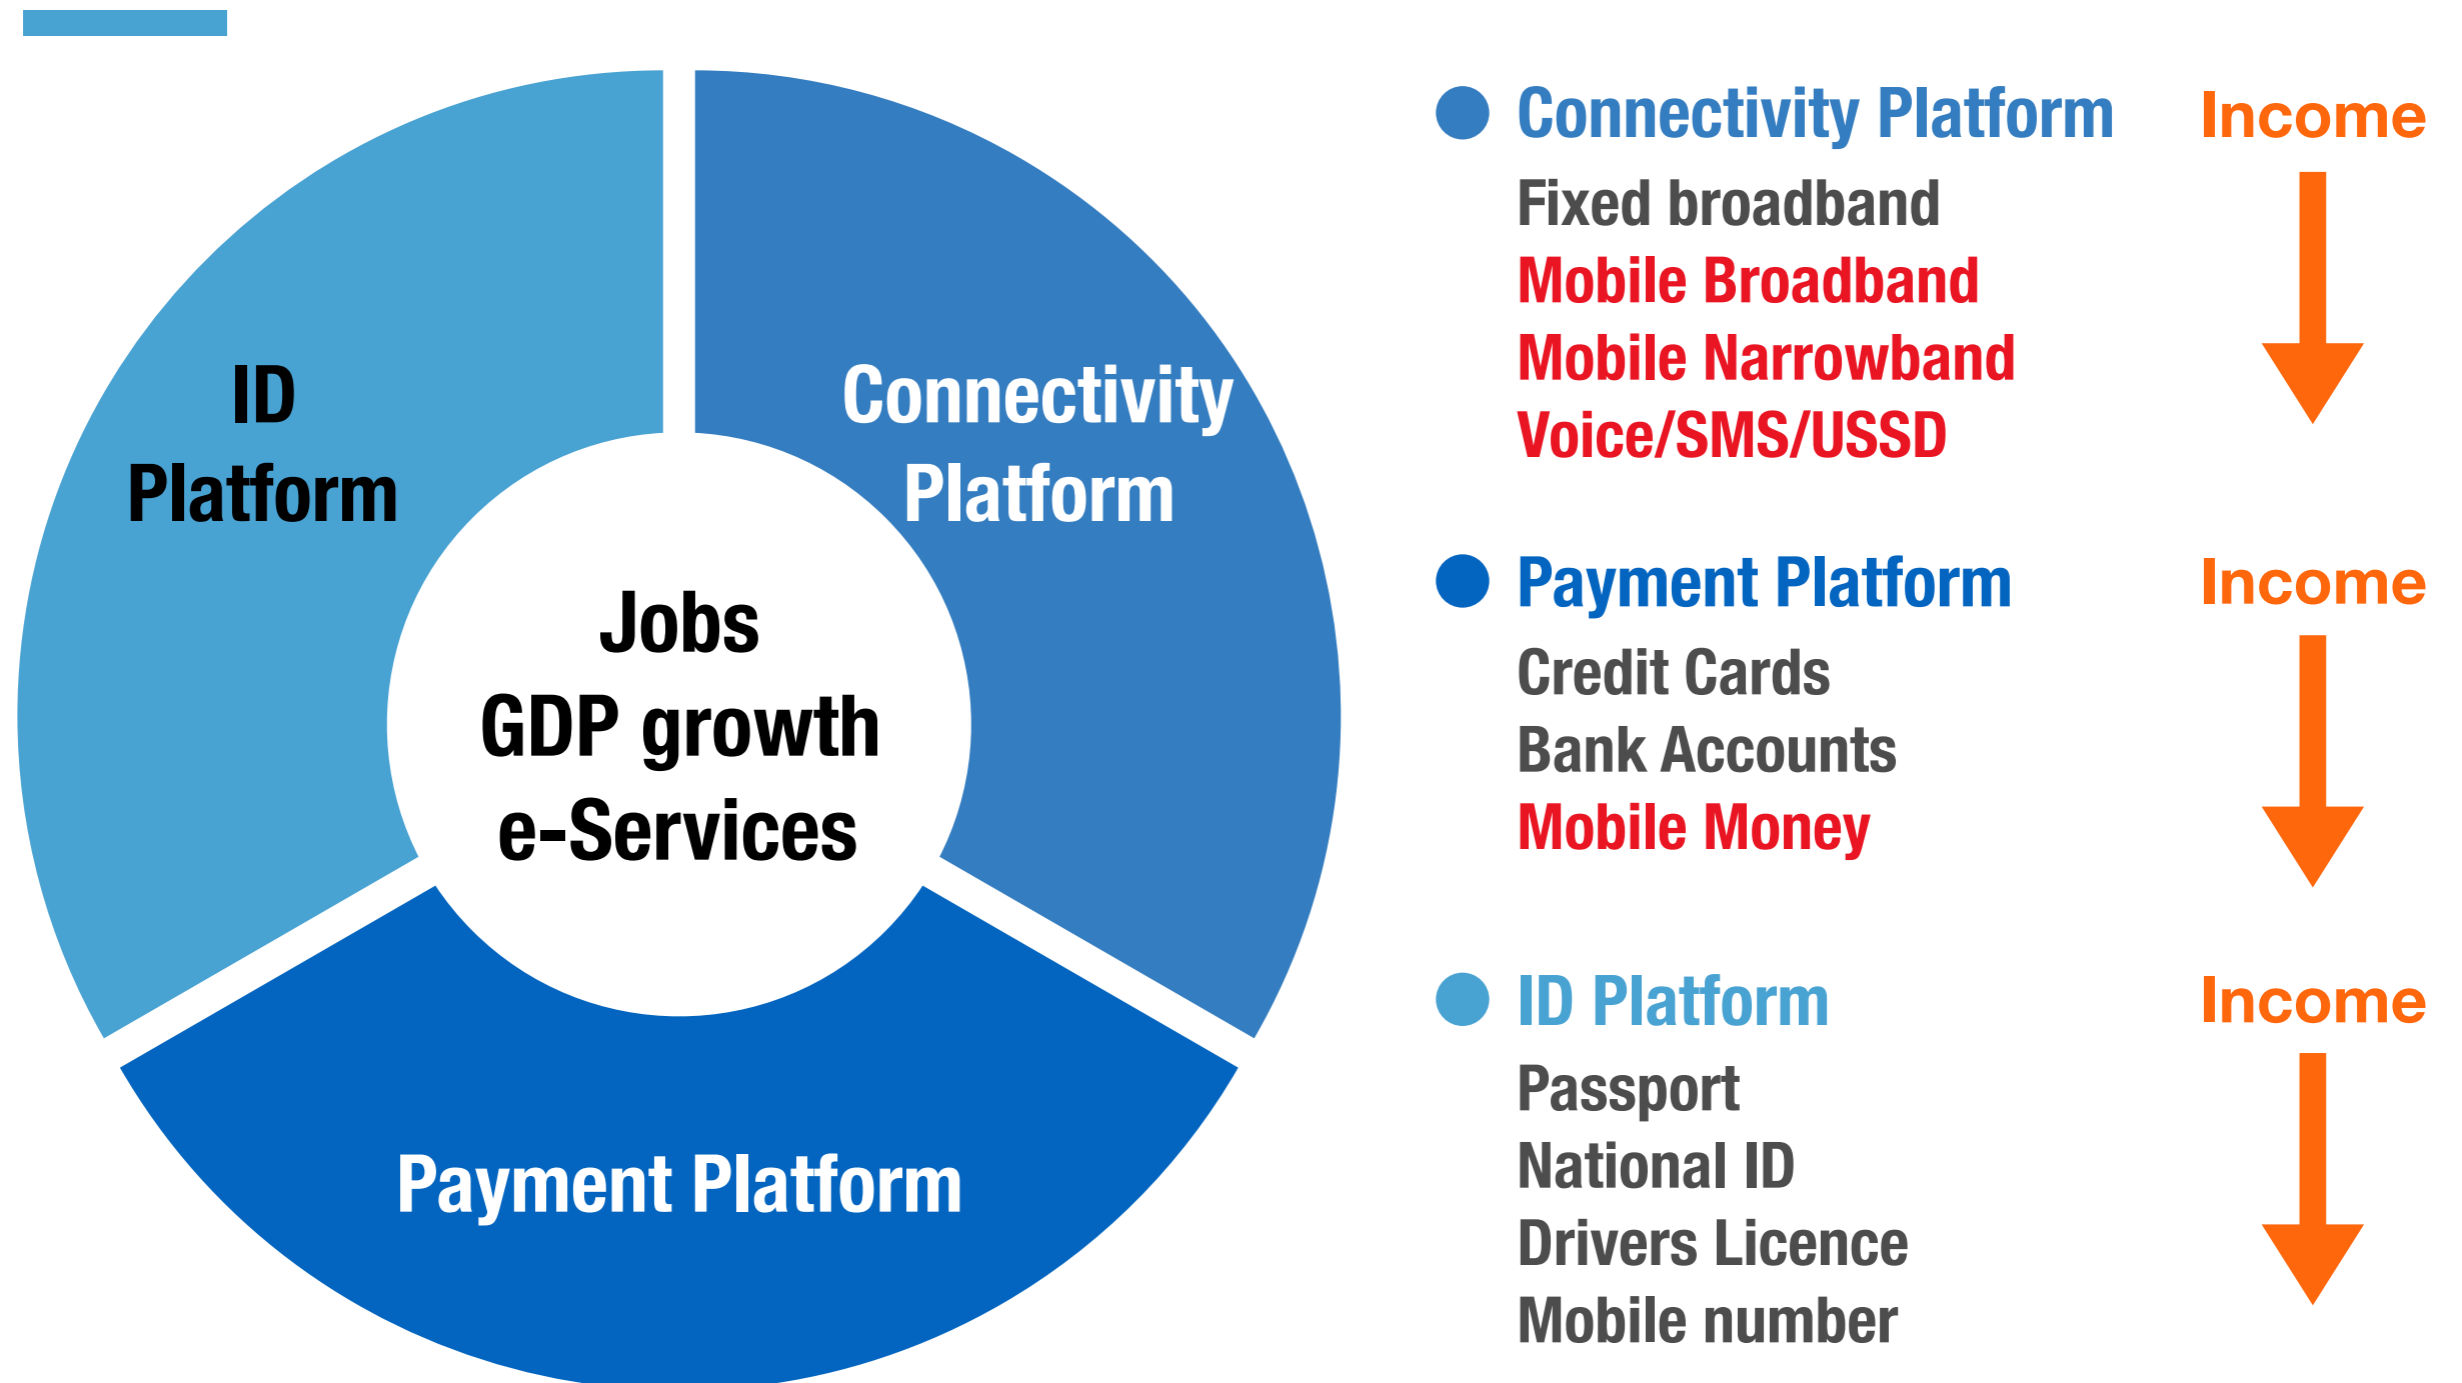 ID
Platform
Connectivity
Platform
Jobs
GDP growth
e-Services
Payment Platform
Connectivity Platform
Income
Fixed broadband
Mobile Broadband
Mobile Narrowband
Voice/SMS/USSD
Payment Platform
Income
Credit Cards
Bank Accounts
Mobile Money
ID Platform
Income
Passport
National ID
Drivers Licence
Mobile number